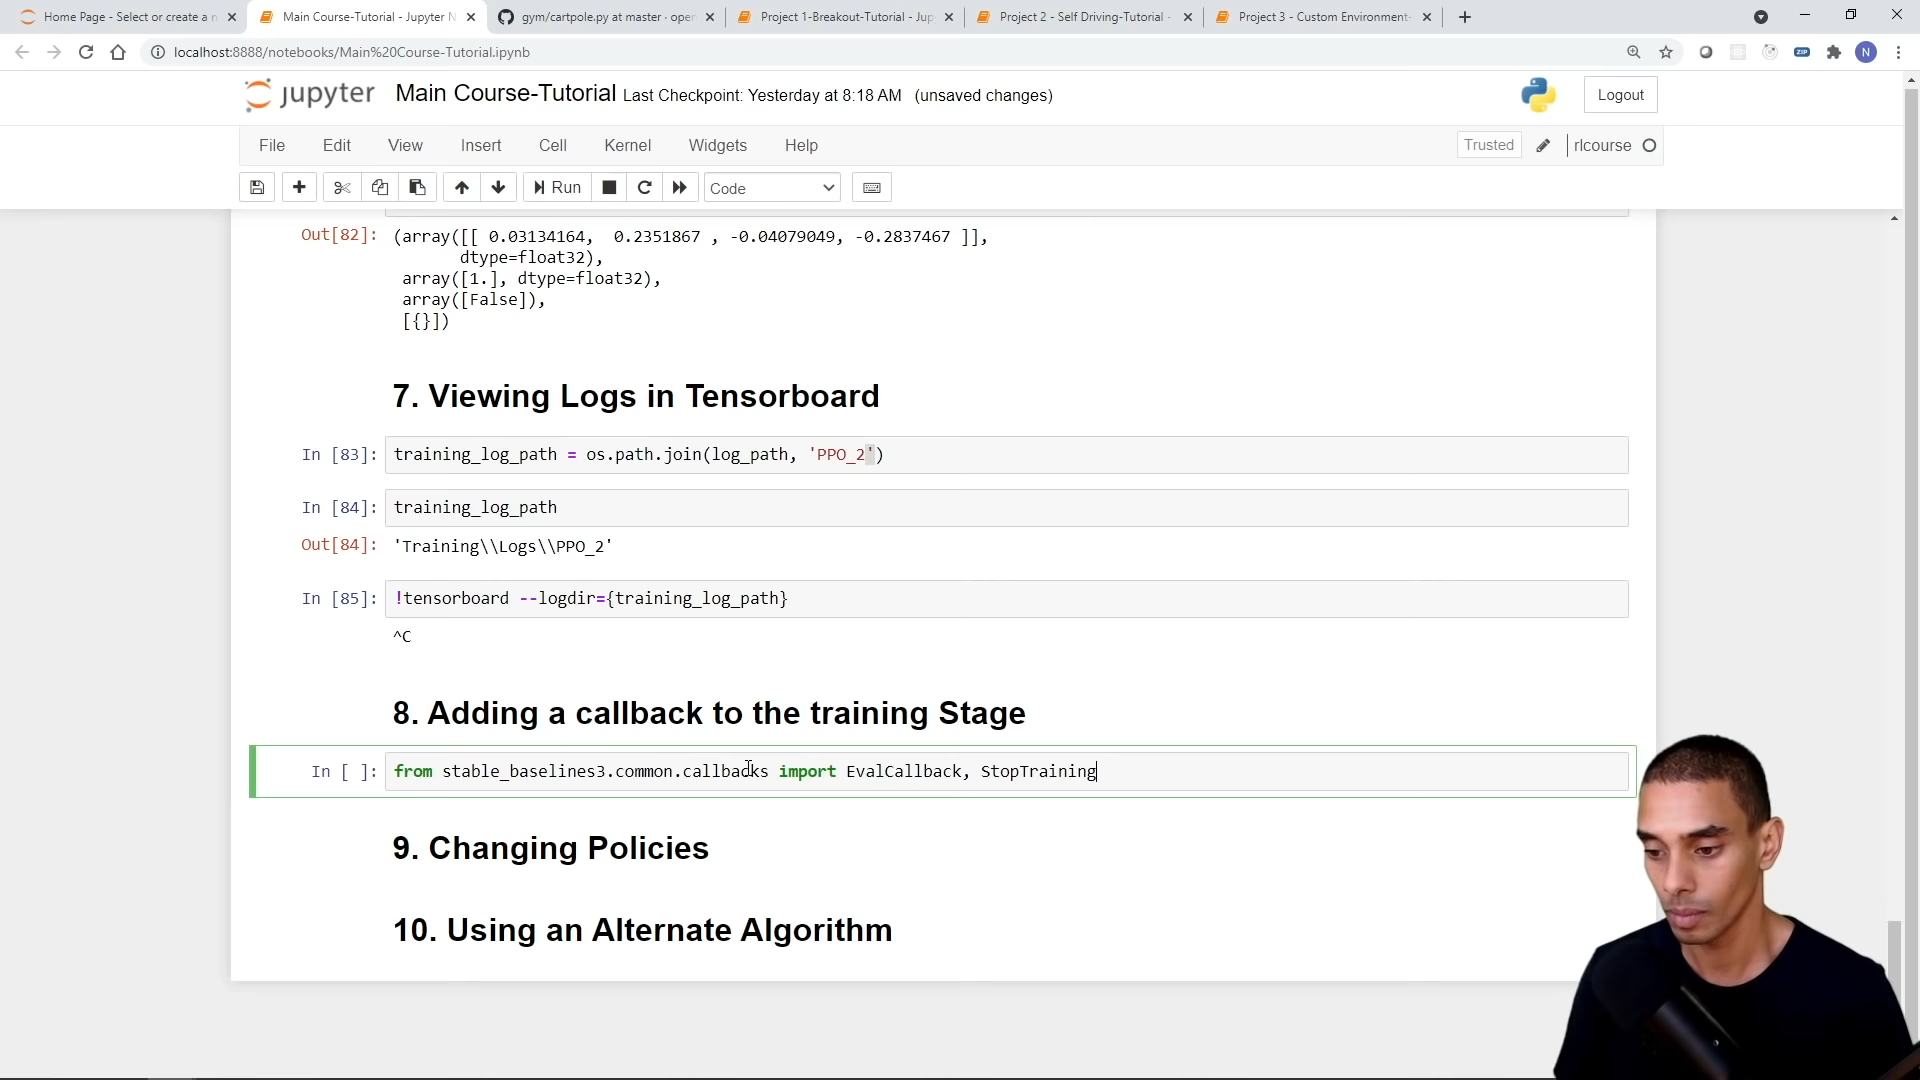 Home Page - Select or create a n
Main Course-Tutorial - Jupyter N
gym/cartpole.py at master · open
Project 1-Breakout-Tutorial - Jup
Project 2 - Self Driving-Tutorial -
Project 3 - Custom Environment-
localhost:8888/notebooks/Main%20Course-Tutorial.ipynb
ZIP
N
jupyter Main Course-Tutorial Last Checkpoint: Yesterday at 8:18 AM (unsaved changes)
Logout
File Edit View Insert Cell Kernel Widgets Help
Trusted
rlcourse
Run
Code
Out[82]: (array([[ 0.03134164, 0.2351867 , -0.04079049, -0.2837467 ]],
dtype=float32),
array([1.], dtype=float32),
array([False]),
[{}])
7. Viewing Logs in Tensorboard
In [83]: training_log_path = os.path.join(log_path, 'PPO_2')
In [84]: training_log_path
Out[84]: 'Training\\Logs\\PPO_2'
In [85]: !tensorboard --logdir={training_log_path}
^C
8. Adding a callback to the training Stage
In [ ]: from stable_baselines3.common.callbacks import EvalCallback, StopTraining
9. Changing Policies
10. Using an Alternate Algorithm